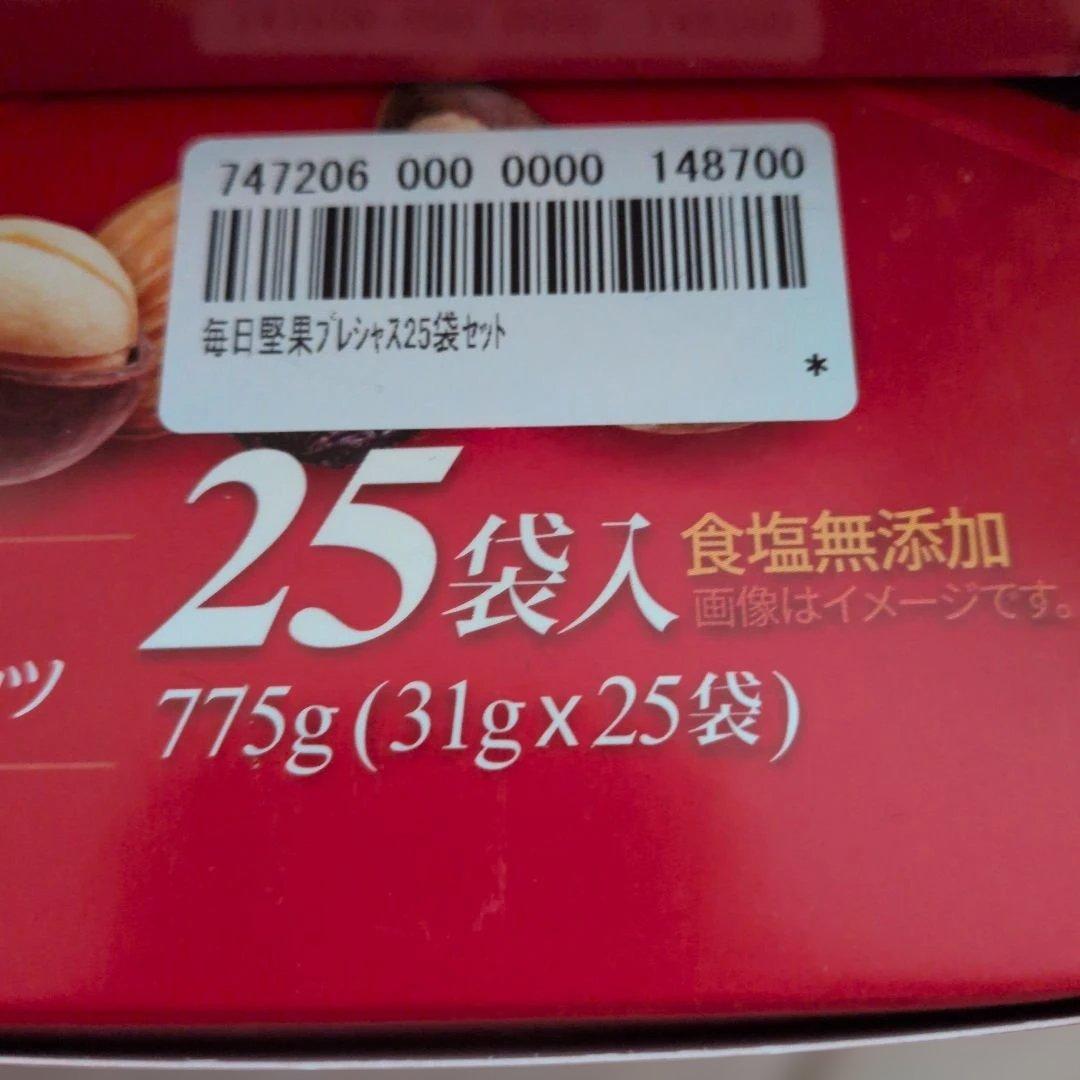 747206 000 0000 148700
毎日堅果ﾌﾟﾚｼｬｽ25袋ｾｯﾄ
*
25袋入 食塩無添加
画像はイメージです。
ッツ
775g(31gx25袋)